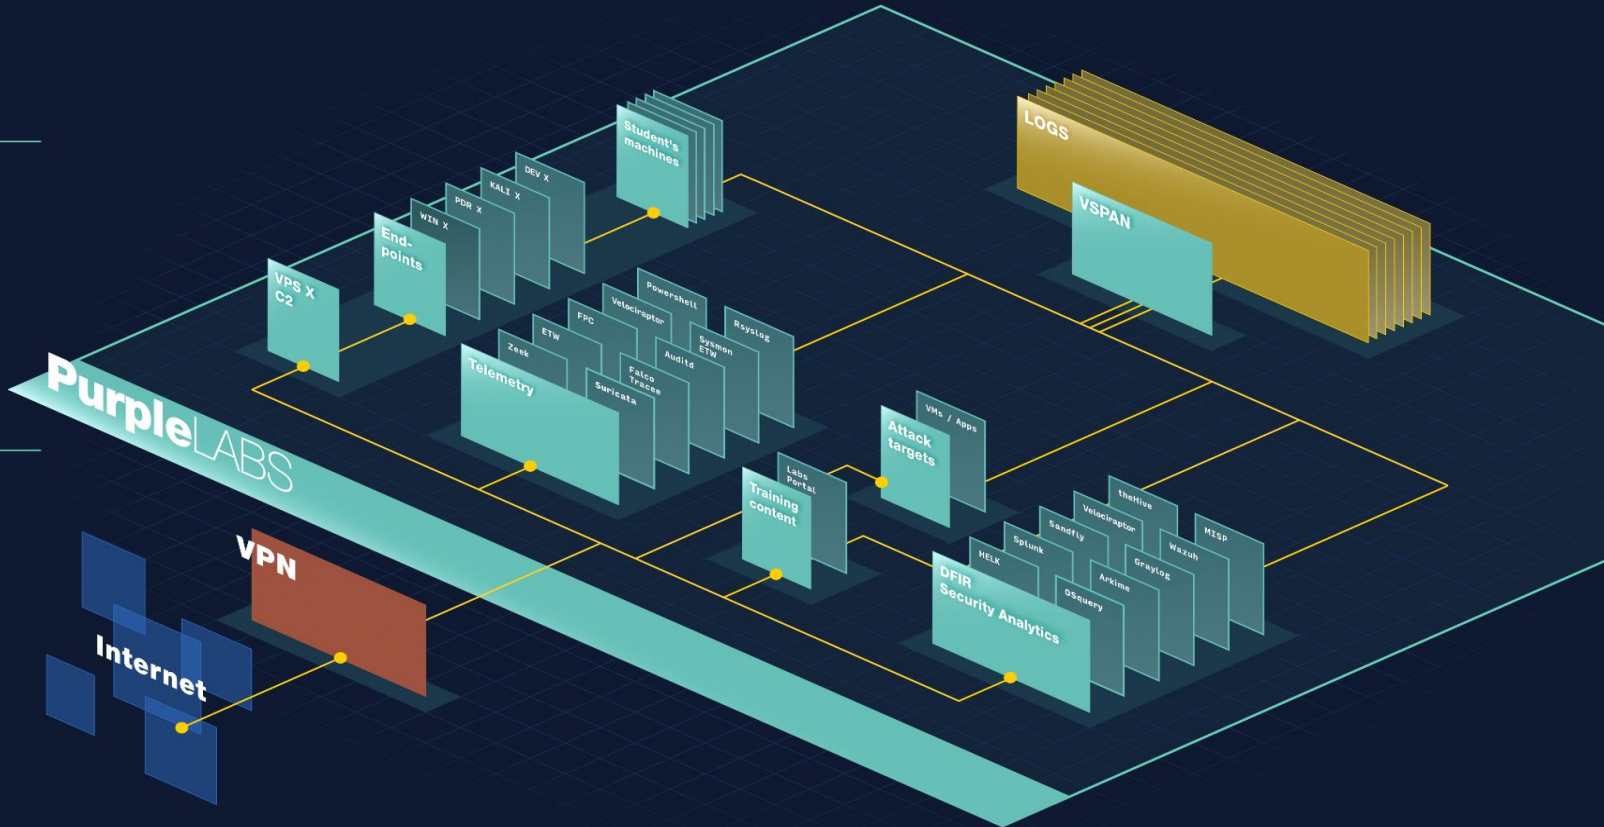 LOGS
VSPAN
Student's
machines
DEV X
KALI X
PDR X
WIN X
End-
points
VPS X
C2
Powershell
Velociraptor
FPC
ETW
Zeek
Telemetry
Rsyslog
Sysmon
ETW
Auditd
Falco
Tracee
Suricata
PurpleLABS
VMs / Apps
Attack
targets
Labs
Portal
Training
content
theHive
Velociraptor
Sandfly
Splunk
HELK
DFIR
Security Analytics
MISP
Wazuh
Graylog
Arkime
OSquery
VPN
Internet